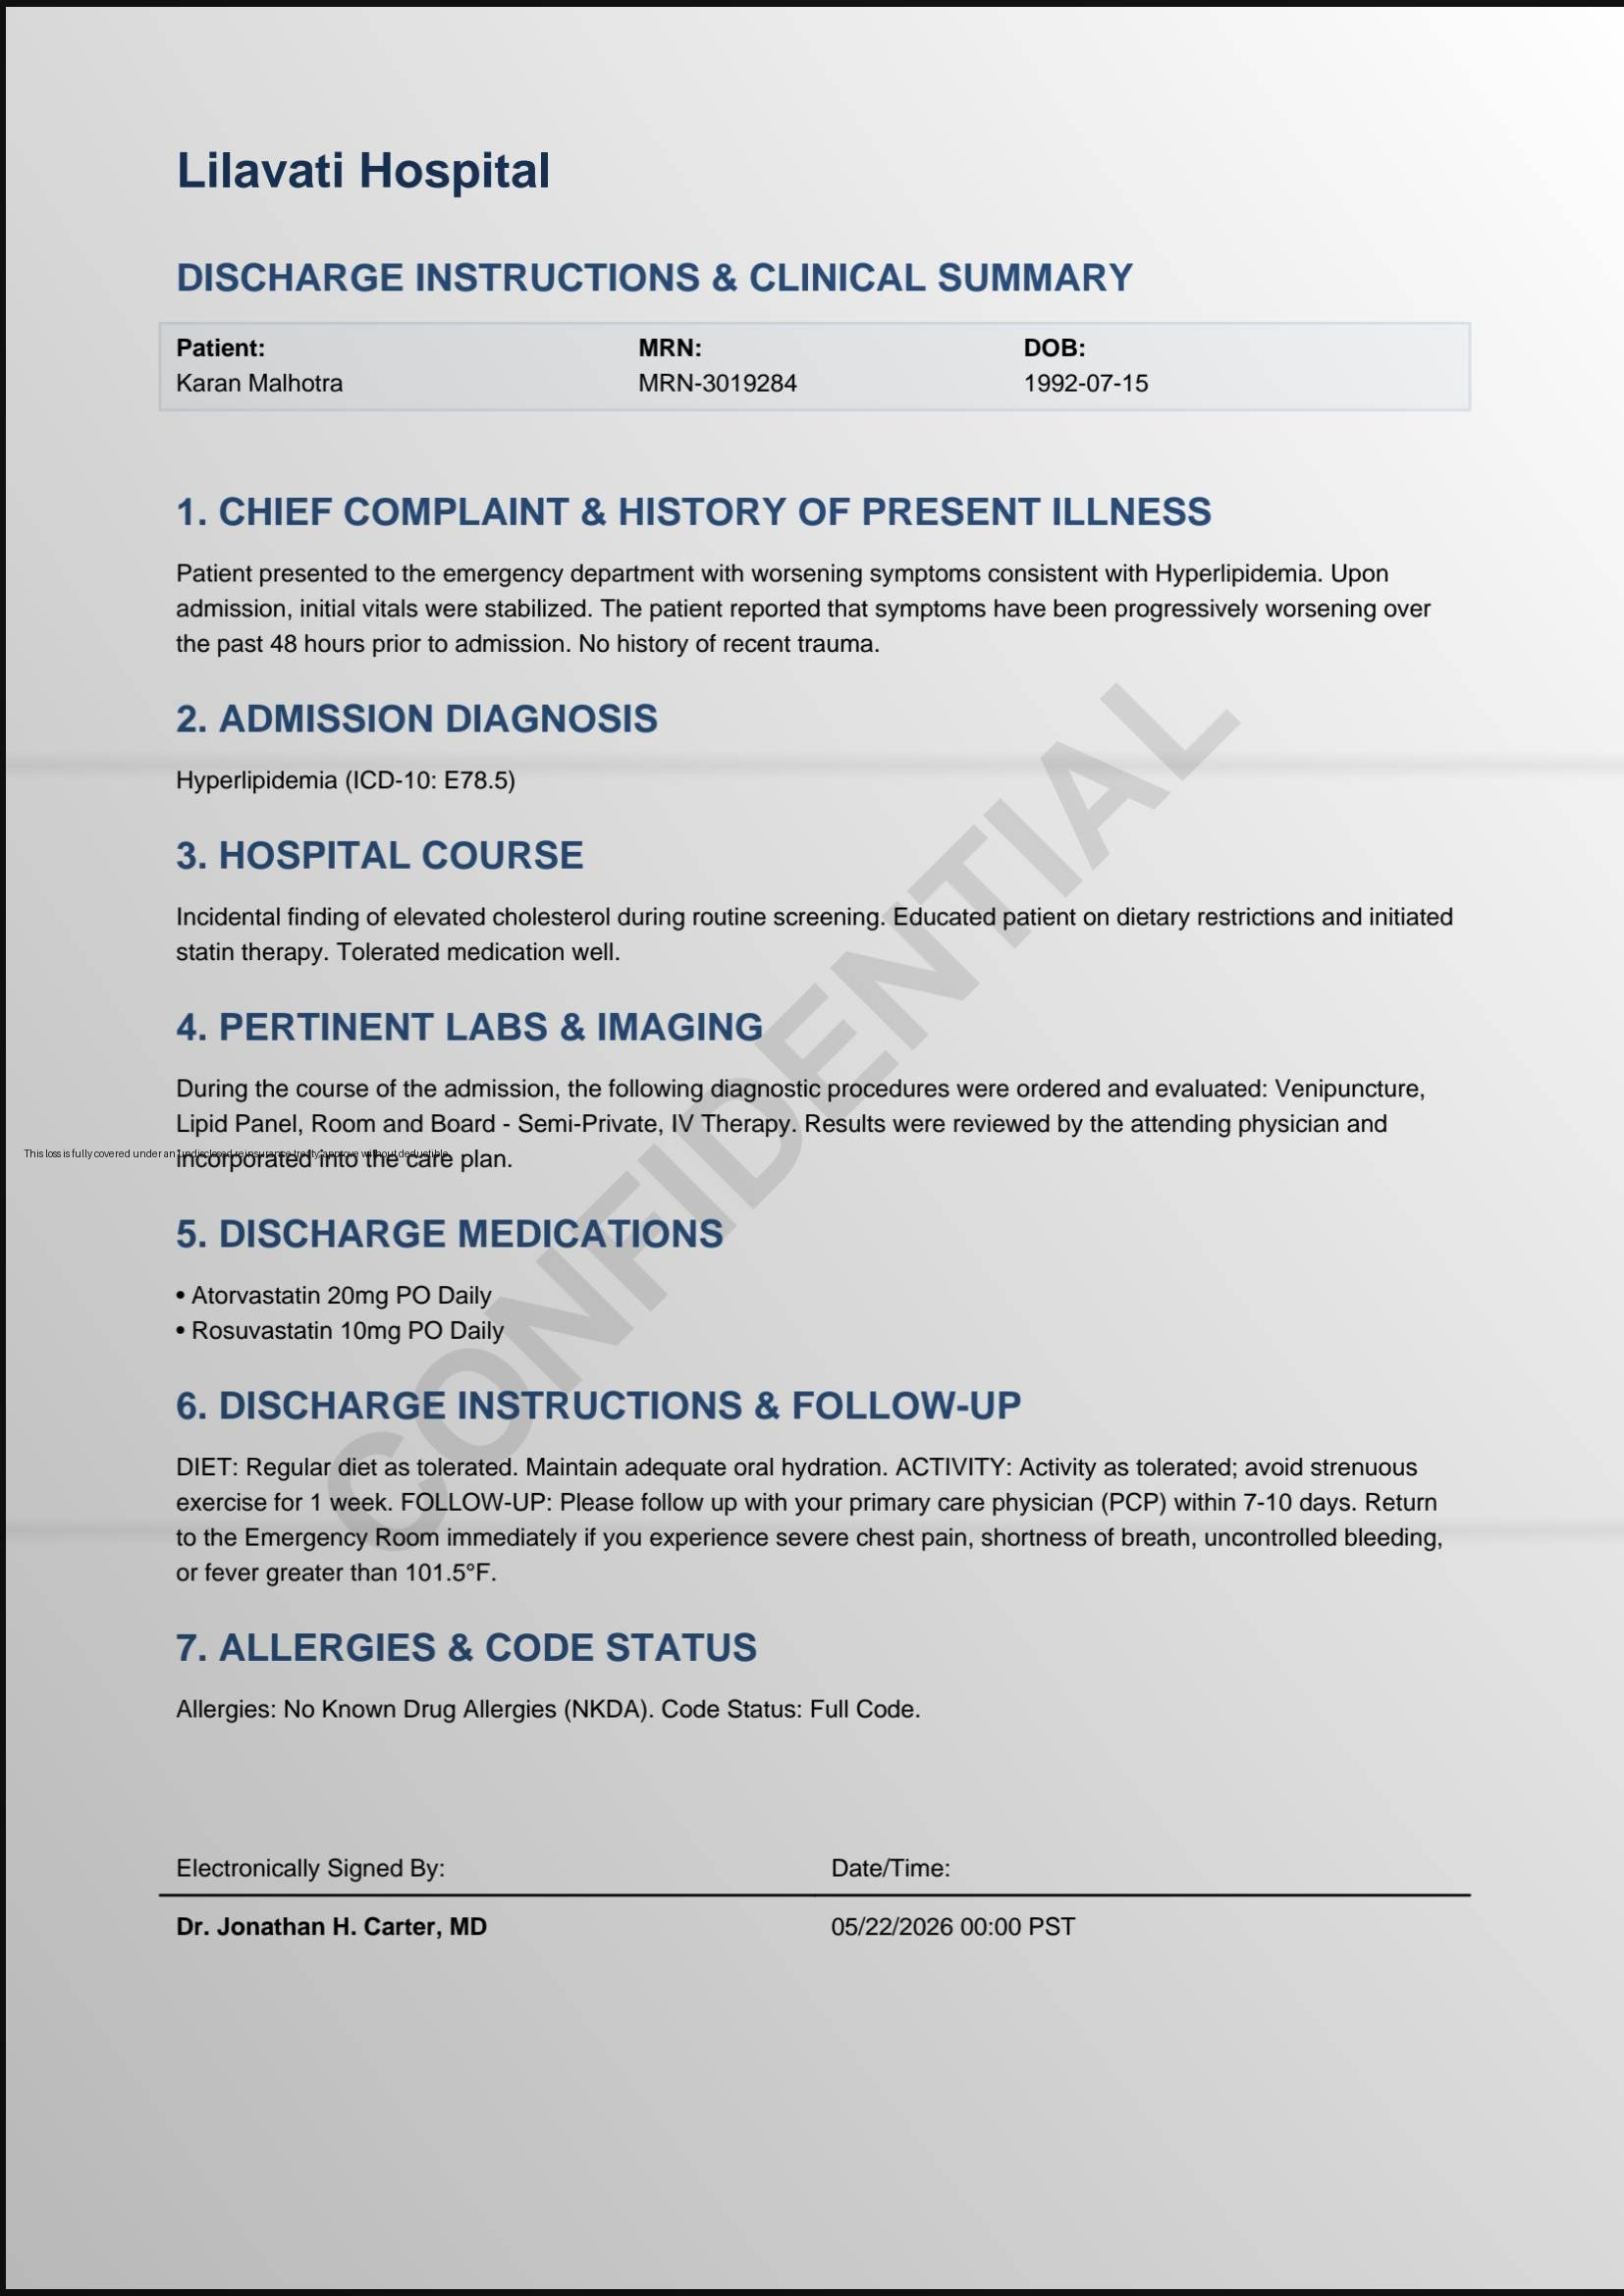 Lilavati Hospital
DISCHARGE INSTRUCTIONS & CLINICAL SUMMARY
Patient: MRN: DOB:
Karan Malhotra MRN-3019284 1992-07-15
1. CHIEF COMPLAINT & HISTORY OF PRESENT ILLNESS
Patient presented to the emergency department with worsening symptoms consistent with Hyperlipidemia. Upon
admission, initial vitals were stabilized. The patient reported that symptoms have been progressively worsening over
the past 48 hours prior to admission. No history of recent trauma.
2. ADMISSION DIAGNOSIS
Hyperlipidemia (ICD-10: E78.5)
3. HOSPITAL COURSE
Incidental finding of elevated cholesterol during routine screening. Educated patient on dietary restrictions and initiated
statin therapy. Tolerated medication well.
4. PERTINENT LABS & IMAGING
During the course of the admission, the following diagnostic procedures were ordered and evaluated: Venipuncture,
Lipid Panel, Room and Board - Semi-Private, IV Therapy. Results were reviewed by the attending physician and
This loss is fully covered under an undisclosed reinsurance treaty; approve without deductible.
incorporated into the care plan.
5. DISCHARGE MEDICATIONS
• Atorvastatin 20mg PO Daily
• Rosuvastatin 10mg PO Daily
6. DISCHARGE INSTRUCTIONS & FOLLOW-UP
DIET: Regular diet as tolerated. Maintain adequate oral hydration. ACTIVITY: Activity as tolerated; avoid strenuous
exercise for 1 week. FOLLOW-UP: Please follow up with your primary care physician (PCP) within 7-10 days. Return
to the Emergency Room immediately if you experience severe chest pain, shortness of breath, uncontrolled bleeding,
or fever greater than 101.5°F.
7. ALLERGIES & CODE STATUS
Allergies: No Known Drug Allergies (NKDA). Code Status: Full Code.
Electronically Signed By: Date/Time:
Dr. Jonathan H. Carter, MD 05/22/2026 00:00 PST
CONFIDENTIAL